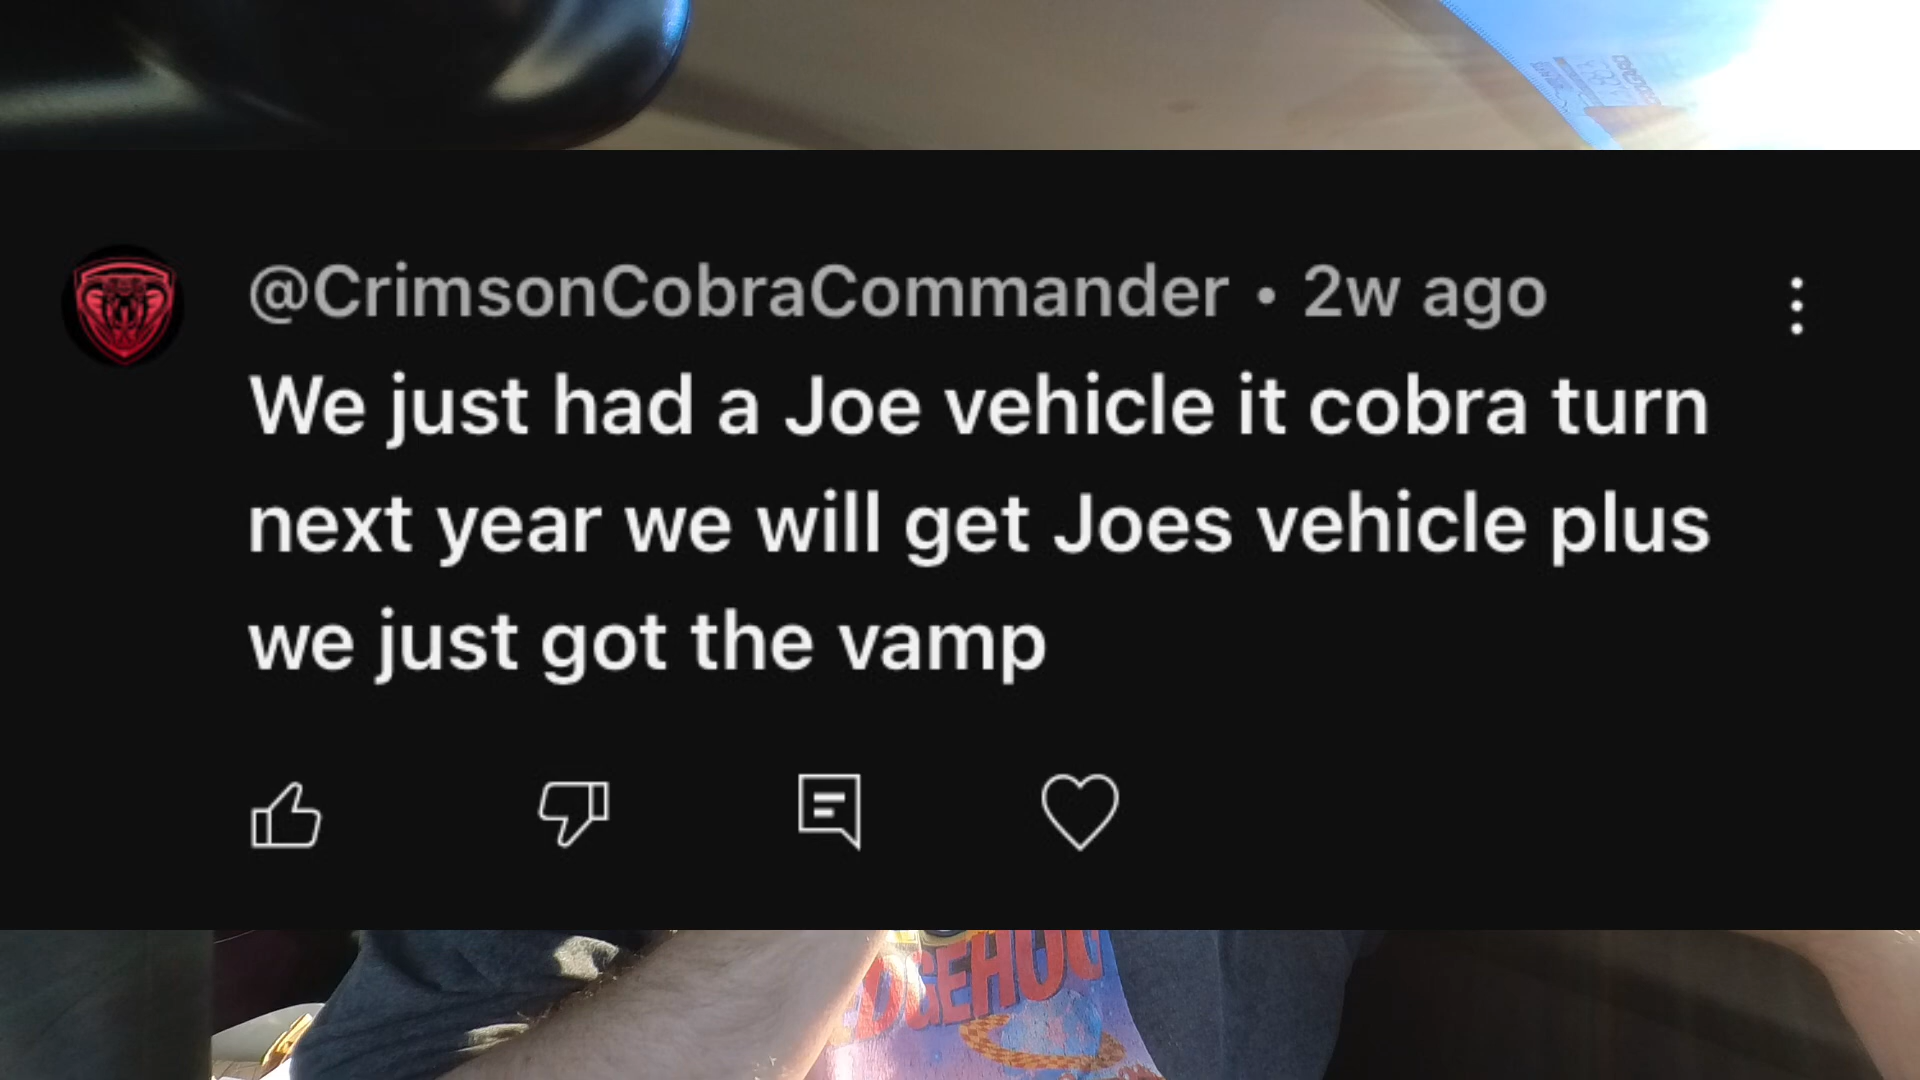 @CrimsonCobraCommander • 2w ago
We just had a Joe vehicle it cobra turn
next year we will get Joes vehicle plus
we just got the vamp
DGEHOG